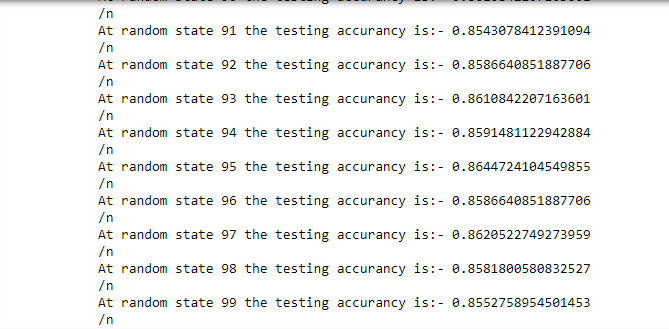 /n
At random state 91 the testing accurancy is:- 0.8543078412391094
/n
At random state 92 the testing accurancy is:- 0.8586640851887706
/n
At random state 93 the testing accurancy is:- 0.8610842207163601
/n
At random state 94 the testing accurancy is:- 0.8591481122942884
/n
At random state 95 the testing accurancy is:- 0.8644724104549855
/n
At random state 96 the testing accurancy is:- 0.8586640851887706
/n
At random state 97 the testing accurancy is:- 0.8620522749273959
/n
At random state 98 the testing accurancy is:- 0.8581800580832527
/n
At random state 99 the testing accurancy is:- 0.8552758954501453
/n